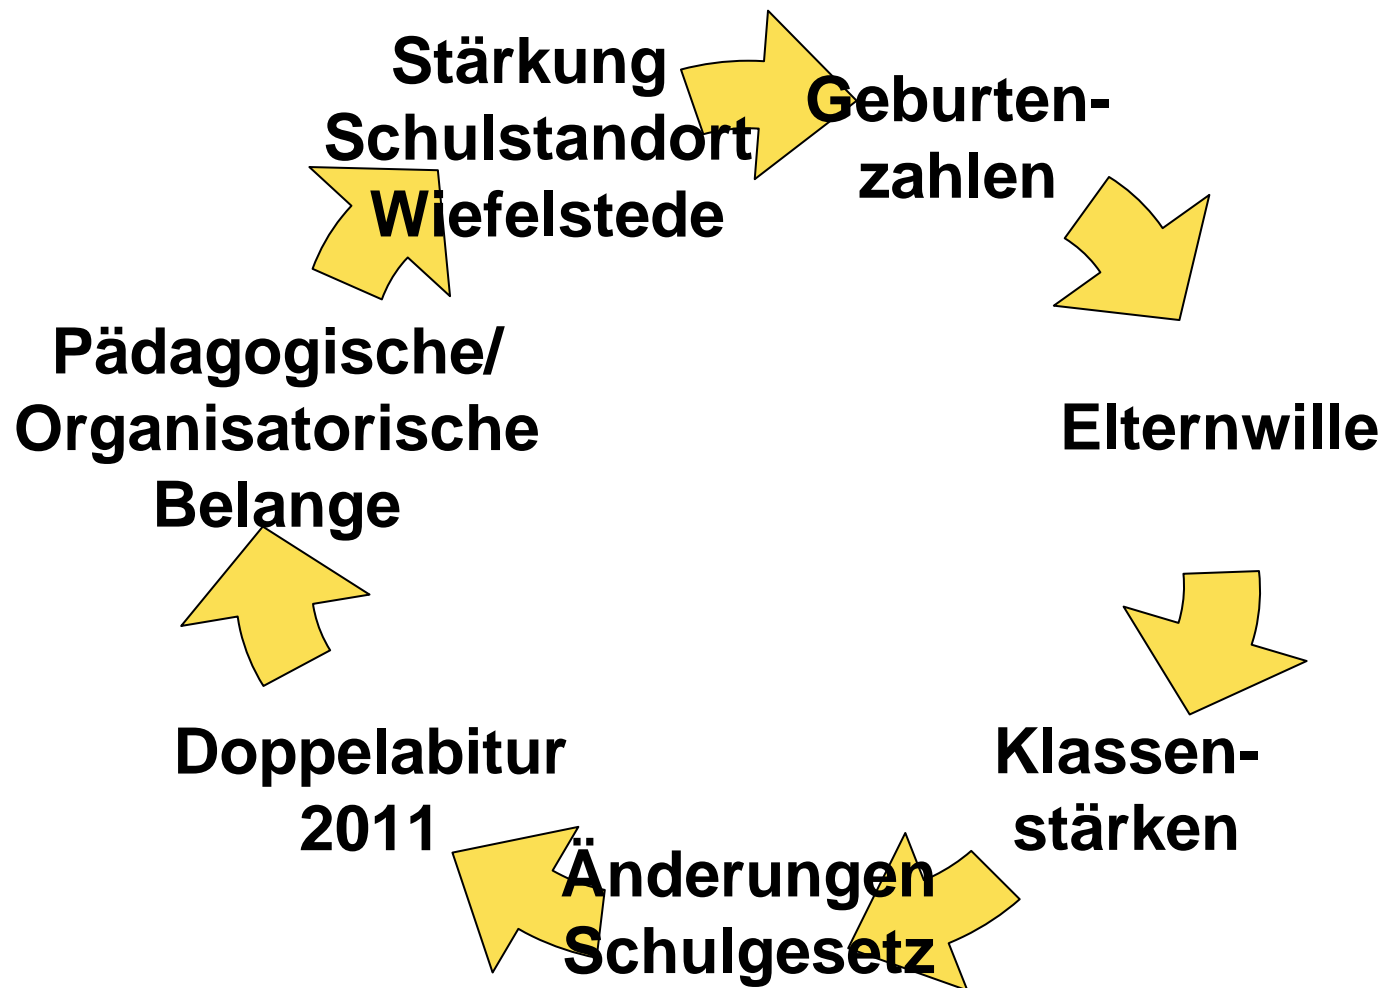 Stärkung
Schulstandort
Wiefelstede
Geburten-
zahlen
Elternwille
Klassen-
stärken
Änderungen
Schulgesetz
Doppelabitur
2011
Pädagogische/
Organisatorische
Belange